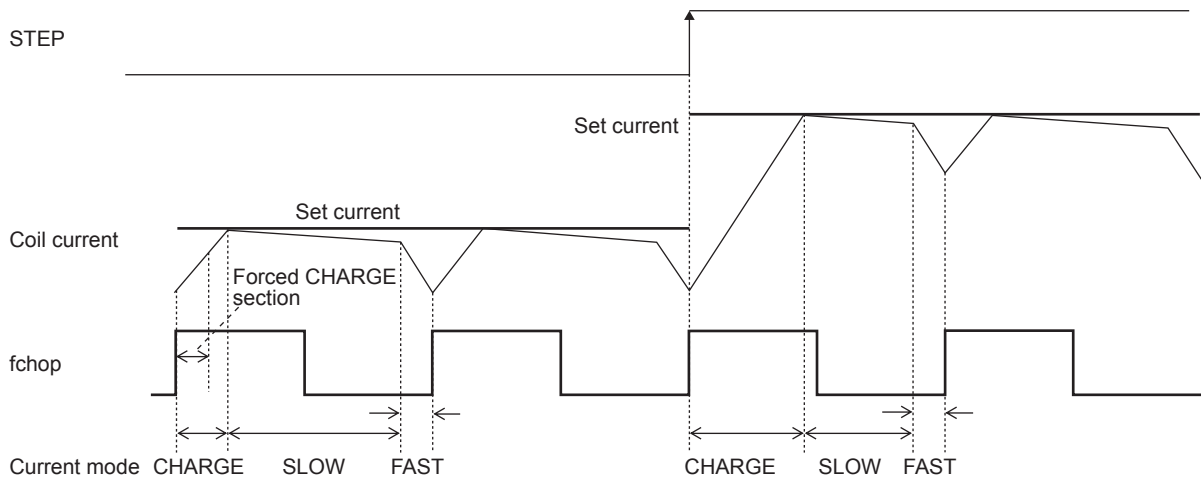 STEP
Set current
Set current
Coil current
Forced CHARGE
section
fchop
Current mode CHARGE SLOW FAST CHARGE SLOW FAST